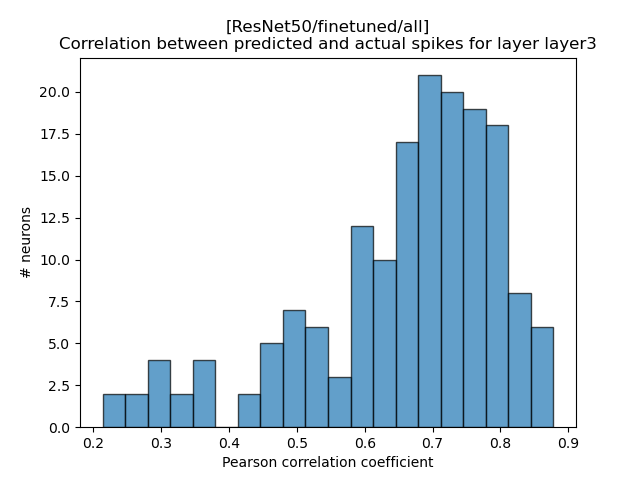 [ResNet50/finetuned/all]
Correlation between predicted and actual spikes for layer layer3
20.0
17.5
15.0
12.5
10.0
7.5
5.0
2.5
0.0
# neurons
0.2 0.3 0.4 0.5 0.6 0.7 0.8 0.9
Pearson correlation coefficient